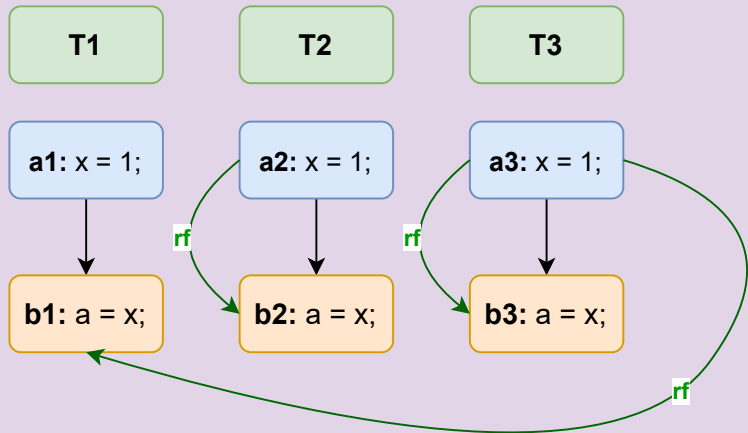 T1
T2
T3
a1: x = 1;
a2: x = 1;
a3: x = 1;
rf
rf
b1: a = x;
b2: a = x;
b3: a = x;
rf